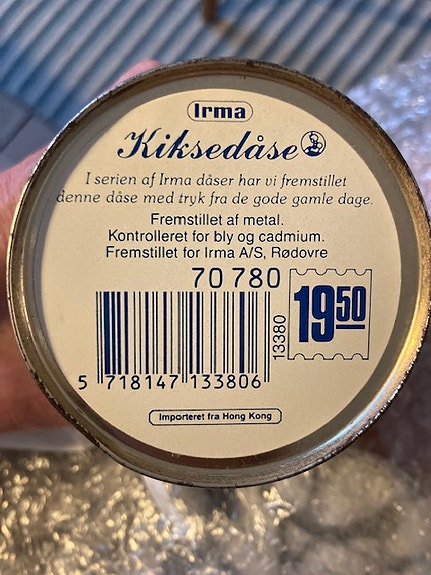 Irma
Kiksedåse
I serien af Irma dåser har vi fremstillet
denne dåse med tryk fra de gode gamle dage.
Fremstillet af metal.
Kontrolleret for bly og cadmium.
Fremstillet for Irma A/S, Rødovre
70 780
19 50
13380
5 718147 133806
Importeret fra Hong Kong